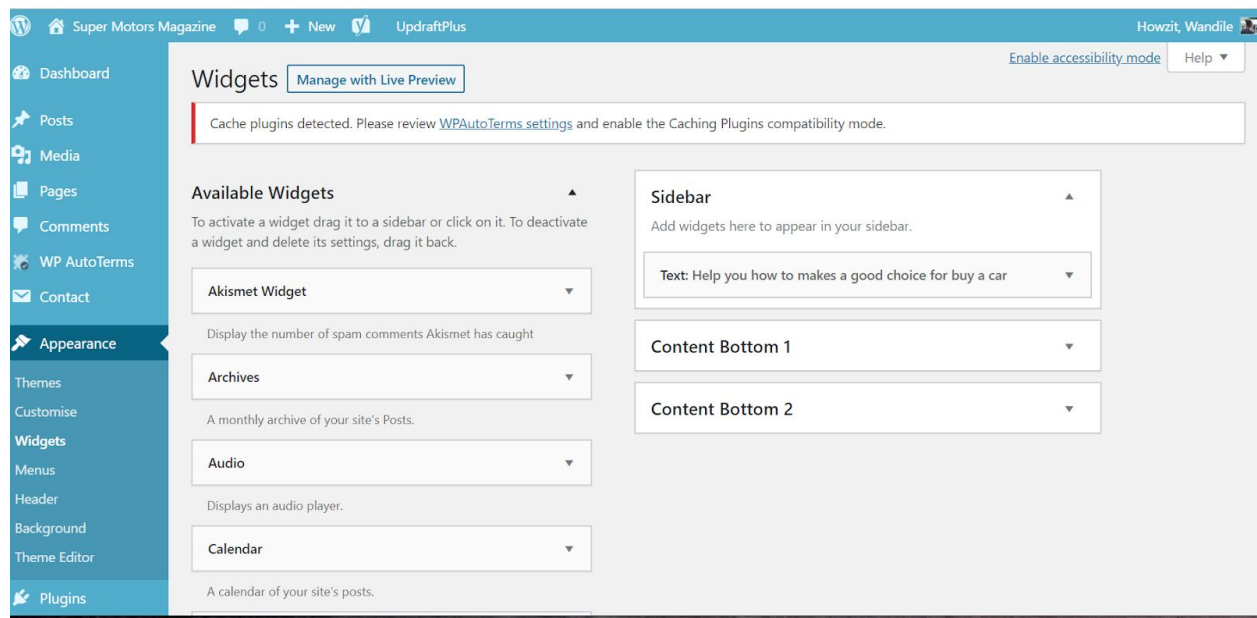 Super Motors Magazine 0 New UpdraftPlus Howzit, Wandile
Dashboard
Posts
Media
Pages
Comments
WP AutoTerms
Contact
Appearance
Themes
Customise
Widgets
Menus
Header
Background
Theme Editor
Plugins
Enable accessibility mode Help
Widgets Manage with Live Preview
Cache plugins detected. Please review WPAutoTerms settings and enable the Caching Plugins compatibility mode.
Available Widgets
To activate a widget drag it to a sidebar or click on it. To deactivate
a widget and delete its settings, drag it back.
Akismet Widget
Display the number of spam comments Akismet has caught
Archives
A monthly archive of your site's Posts.
Audio
Displays an audio player.
Calendar
A calendar of your site's posts.
Sidebar
Add widgets here to appear in your sidebar.
Text: Help you how to makes a good choice for buy a car
Content Bottom 1
Content Bottom 2